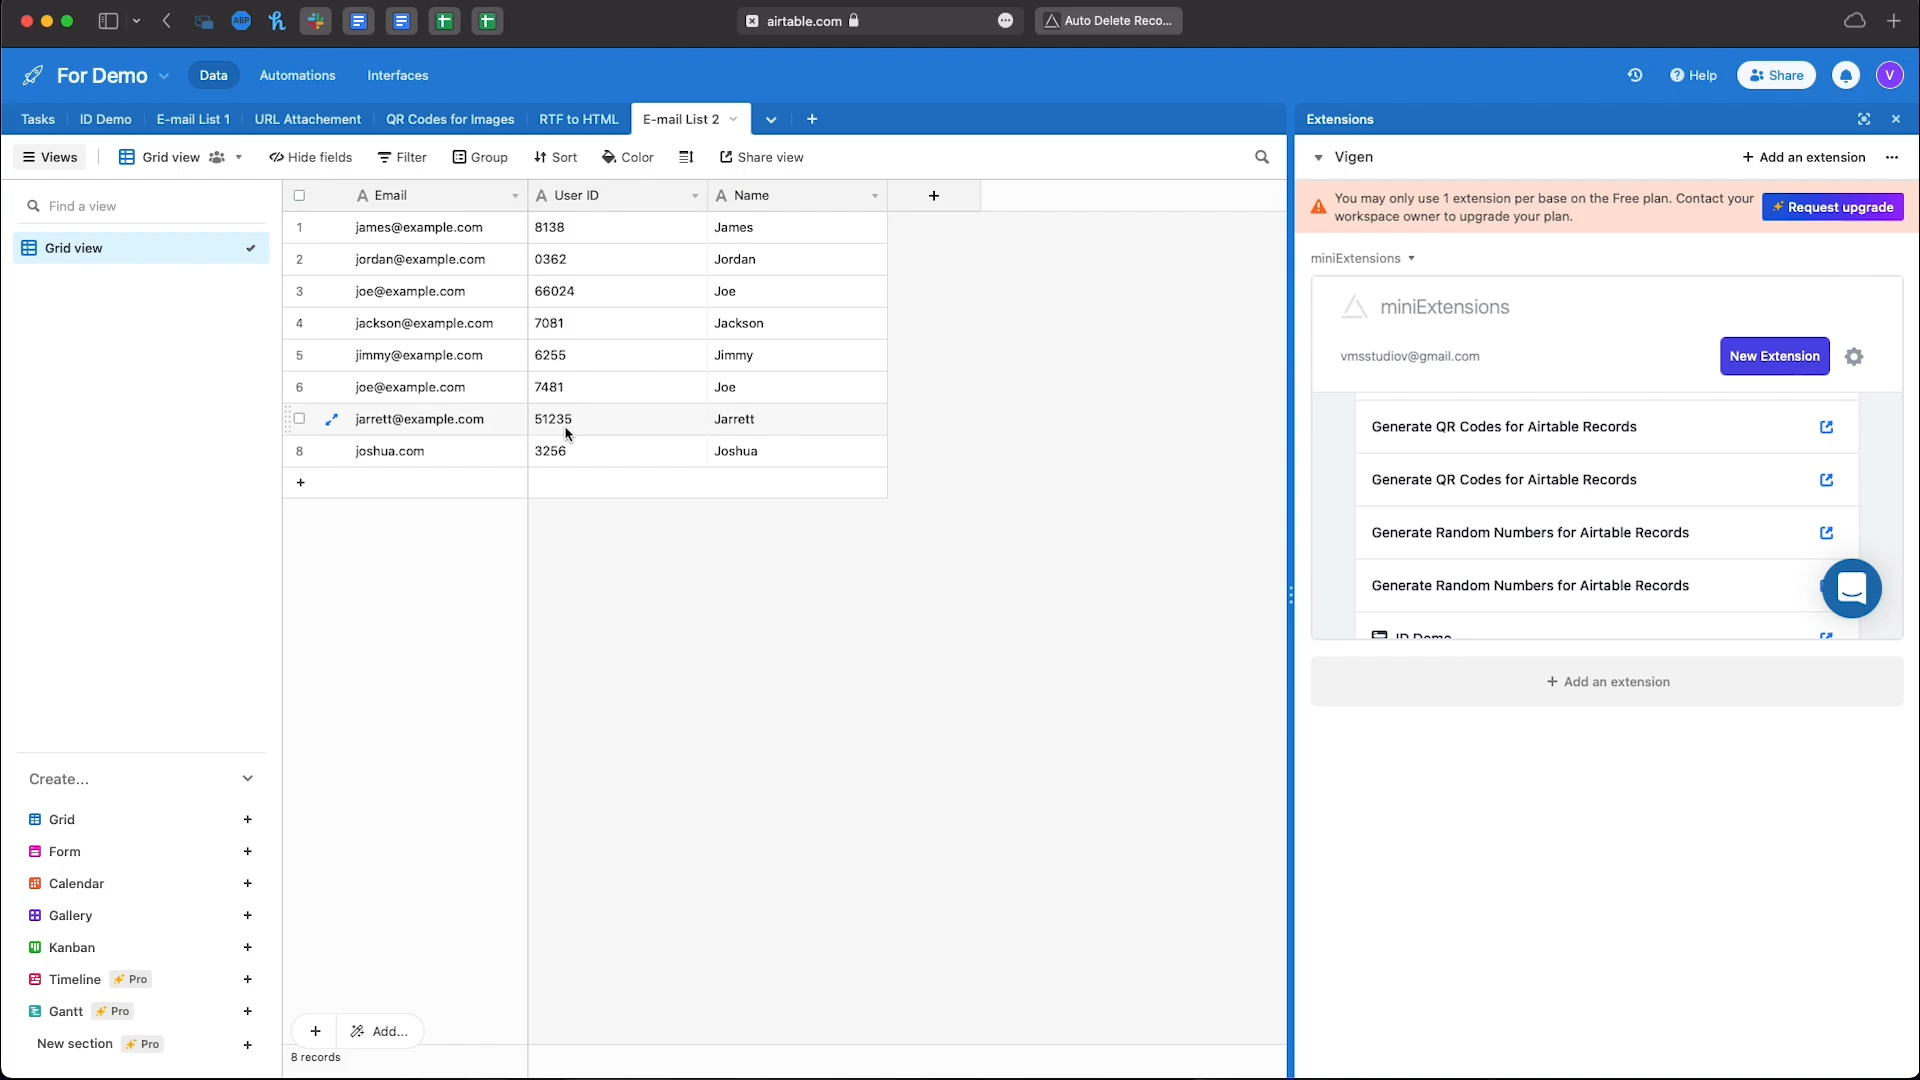 airtable.com
Auto Delete Reco...
ABP
For Demo
Data
Automations
Interfaces
Help
Share
V
Tasks
ID Demo
E-mail List 1
URL Attachement
QR Codes for Images
RTF to HTML
E-mail List 2
Extensions
Views
Grid view
Hide fields
Filter
Group
Sort
Color
Share view
Vigen
Add an extension
Find a view
Grid view
Email User ID Name
1 james@example.com 8138 James
2 jordan@example.com 0362 Jordan
3 joe@example.com 66024 Joe
4 jackson@example.com 7081 Jackson
5 jimmy@example.com 6255 Jimmy
6 joe@example.com 7481 Joe
jarrett@example.com 51235 Jarrett
8 joshua.com 3256 Joshua
You may only use 1 extension per base on the Free plan. Contact your
workspace owner to upgrade your plan.
Request upgrade
miniExtensions
miniExtensions
vmsstudiov@gmail.com
New Extension
Generate QR Codes for Airtable Records
Generate QR Codes for Airtable Records
Generate Random Numbers for Airtable Records
Generate Random Numbers for Airtable Records
ID Demo
Add an extension
Create...
Grid
Form
Calendar
Gallery
Kanban
Timeline Pro
Gantt Pro
New section Pro
Add...
8 records